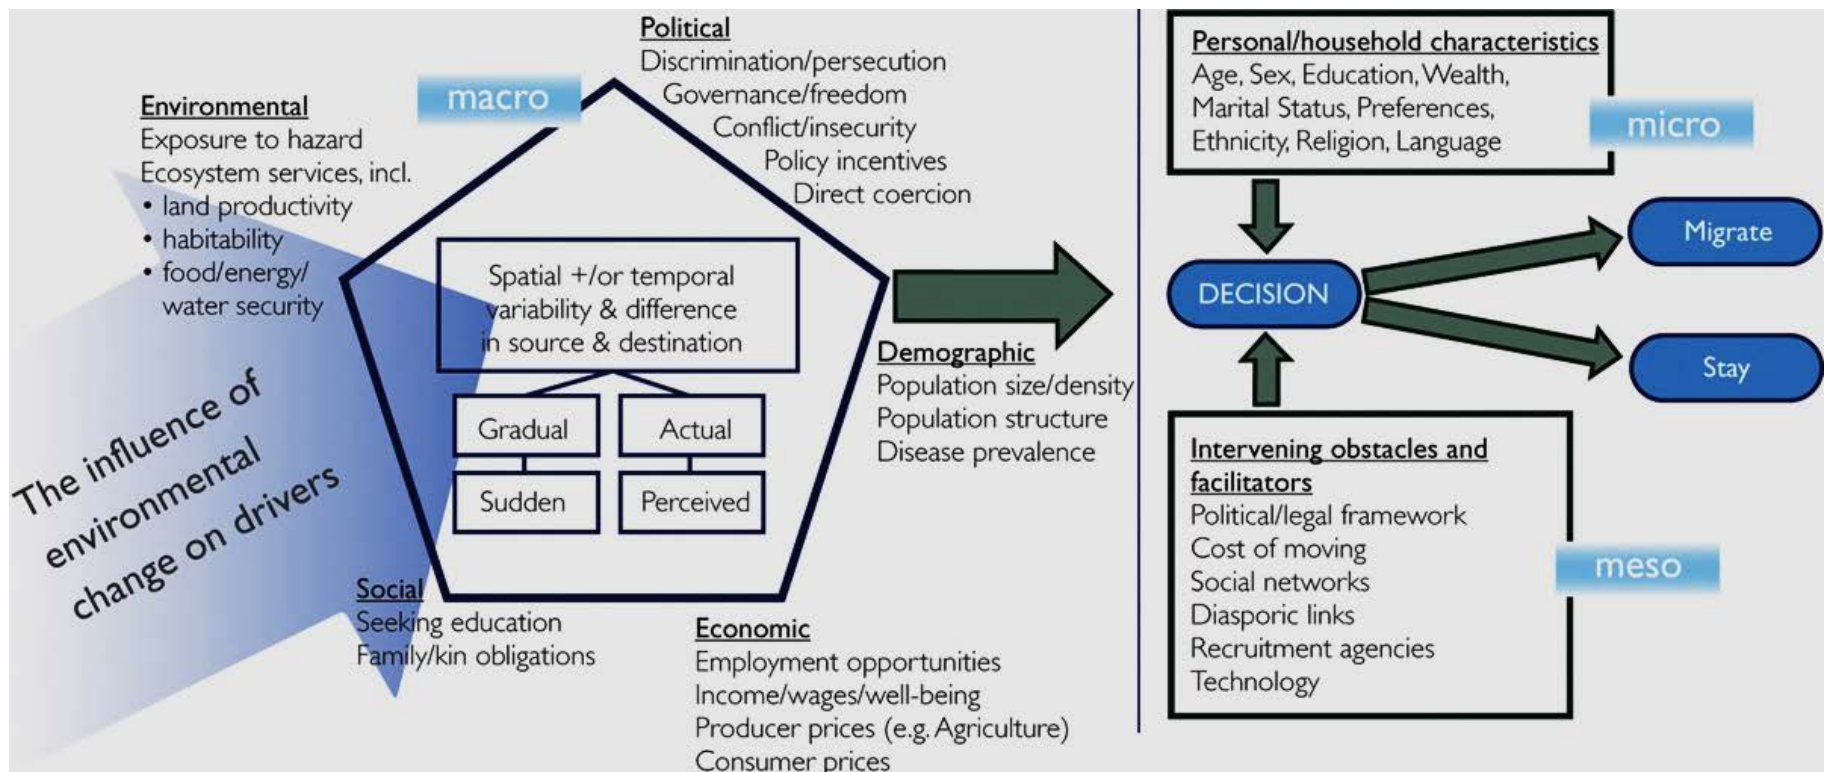 Political
Discrimination/persecution
Governance/freedom
Conflict/insecurity
Policy incentives
Direct coercion
macro
Environmental
Exposure to hazard
Ecosystem services, incl.
• land productivity
• habitability
• food/energy/
water security
The influence of
environmental
change on drivers
Spatial +/or temporal
variability & difference
in source & destination
Gradual
Actual
Sudden
Perceived
Demographic
Population size/density
Population structure
Disease prevalence
Social
Seeking education
Family/kin obligations
Economic
Employment opportunities
Income/wages/well-being
Producer prices (e.g. Agriculture)
Consumer prices
Personal/household characteristics
Age, Sex, Education, Wealth,
Marital Status, Preferences,
Ethnicity, Religion, Language
micro
DECISION
Migrate
Stay
Intervening obstacles and
facilitators
Political/legal framework
Cost of moving
Social networks
Diasporic links
Recruitment agencies
Technology
meso